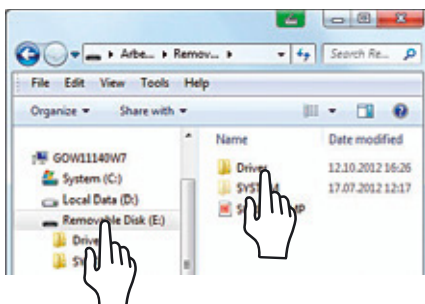 Arbe... Remov...
Search Re...
File Edit View Tools Help
Organize Share with
Name Date modified
GOW11140W7
System (C:)
Local Data (D:)
Removable Disk (E:)
Drive
Driver 12.10.2012 16:26
17.07.2012 12:17